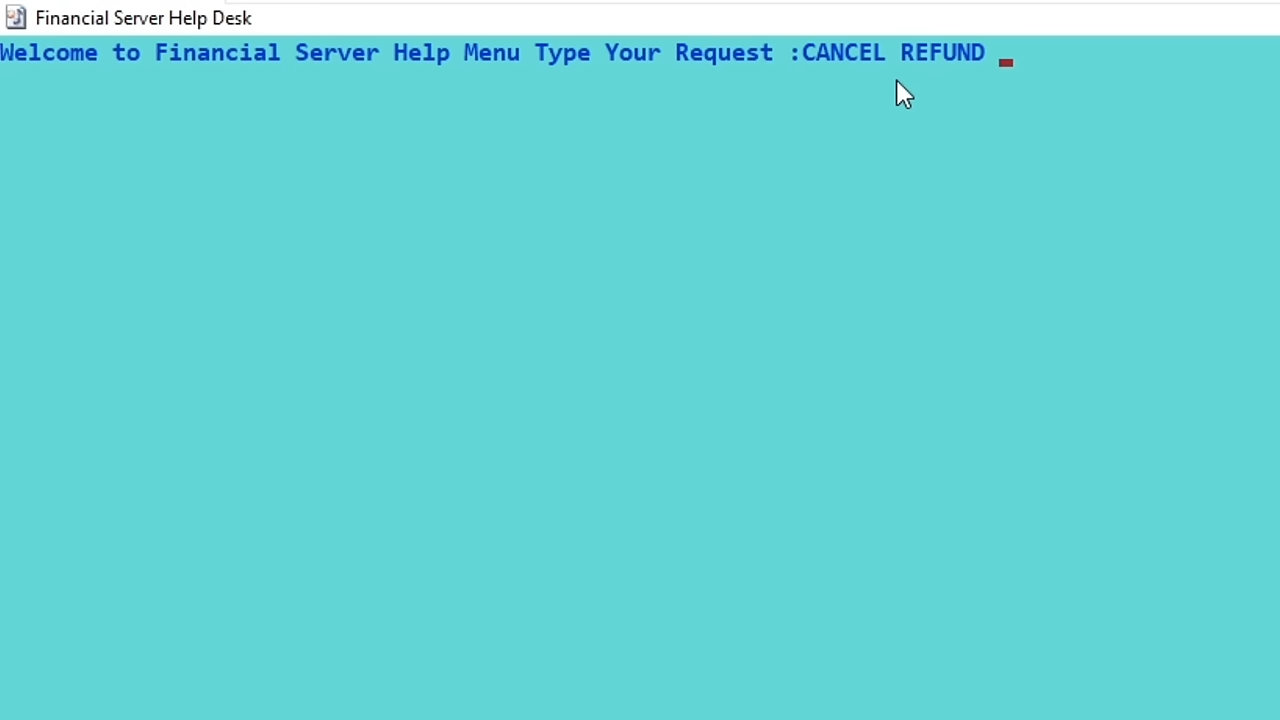 Financial Server Help Desk
Welcome to Financial Server Help Menu Type Your Request :CANCEL REFUND